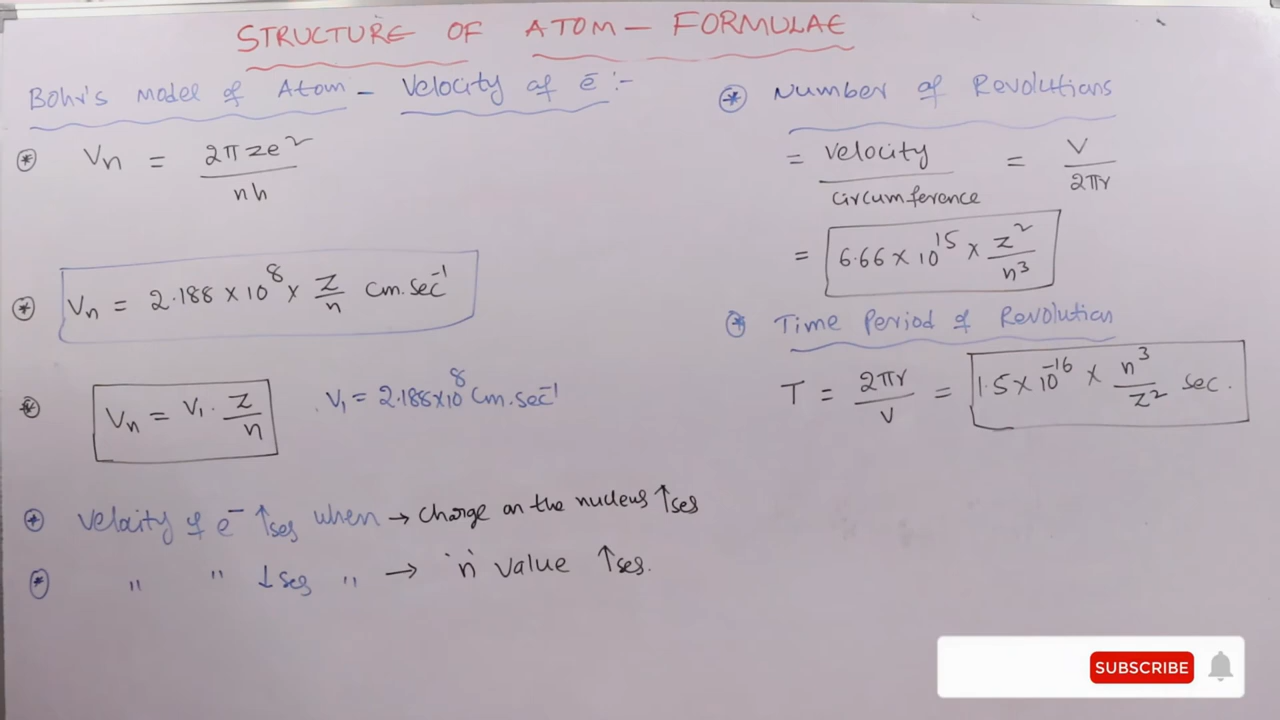 STRUCTURE OF ATOM - FORMULAE
Bohr's Model of Atom - Velocity of e̅ :-
Vn = 2πze² / nh
Vn = 2.188 × 10⁸ × z/n cm.sec⁻¹
Vn = V₁ · z/n
V₁ = 2.188×10⁸ cm.sec⁻¹
Velocity of e⁻ ↑ses when → charge on the nucleus ↑ses
" " ↓ses " → 'n' value ↑ses.
Number of Revolutions
= velocity / circumference = V / 2πr
= 6.66 × 10¹⁵ × z² / n³
Time Period of Revolution
T = 2πr / V = 1.5 × 10⁻¹⁶ × n³ / z² sec.
SUBSCRIBE